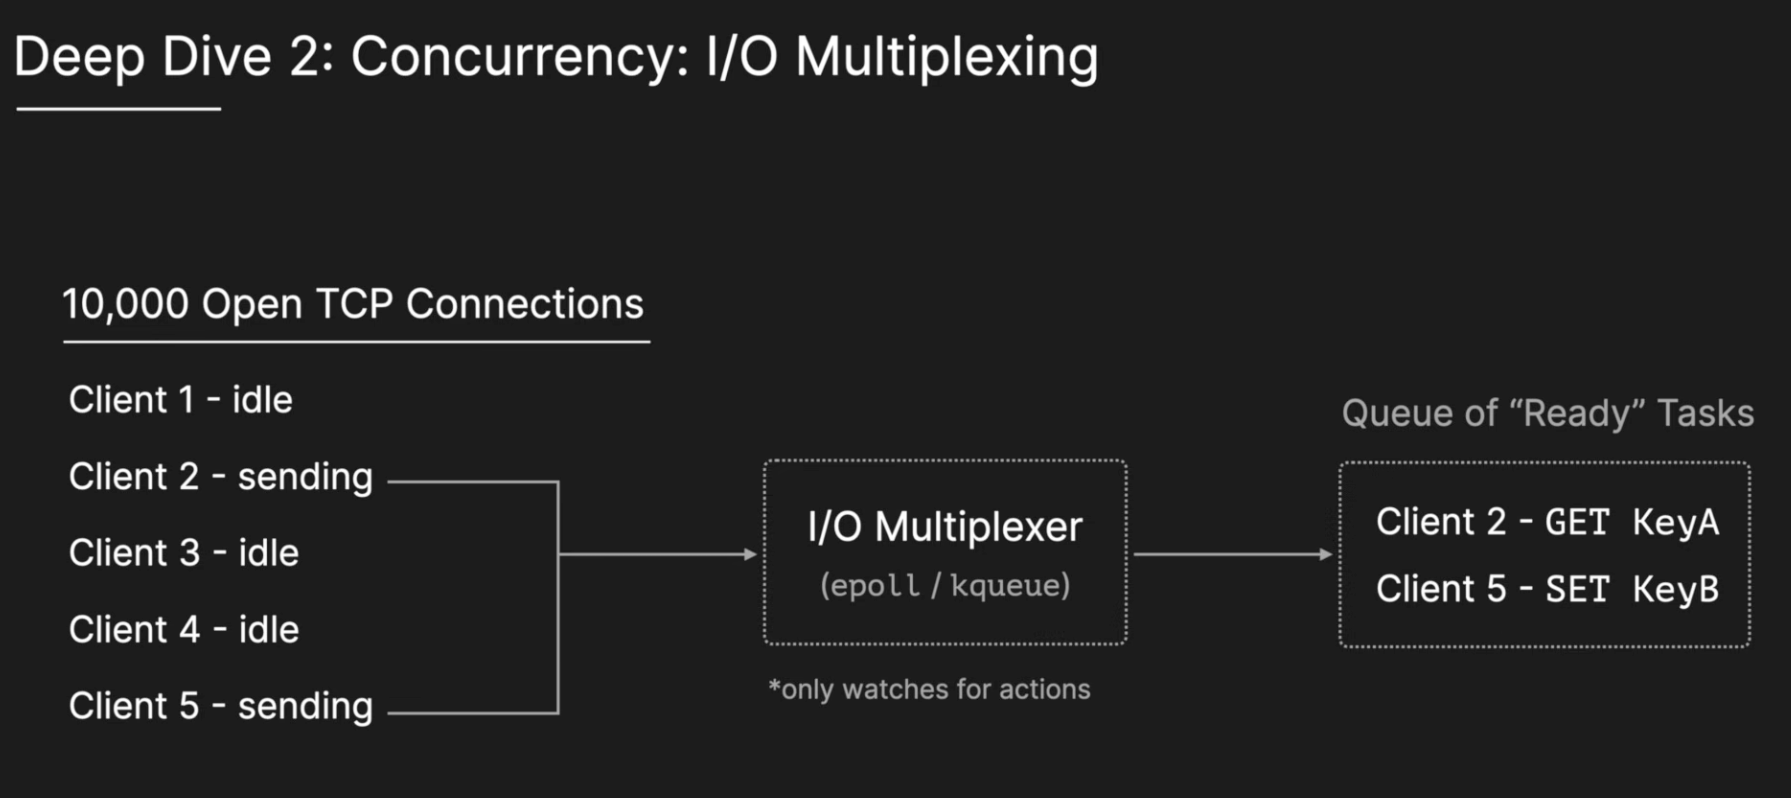 Deep Dive 2: Concurrency: I/O Multiplexing
10,000 Open TCP Connections
Client 1 - idle
Client 2 - sending
Client 3 - idle
Client 4 - idle
Client 5 - sending
I/O Multiplexer
(epoll / kqueue)
*only watches for actions
Queue of “Ready” Tasks
Client 2 - GET KeyA
Client 5 - SET KeyB